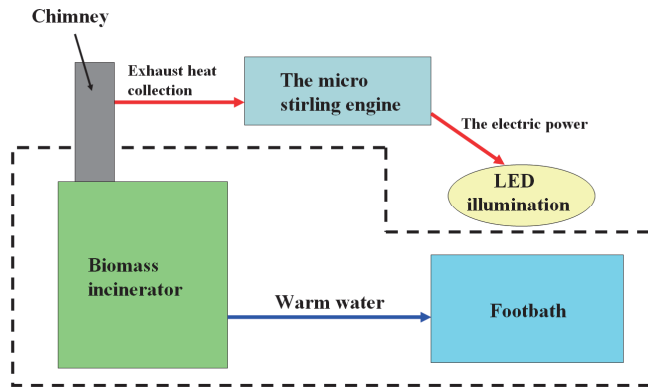 Chimney
Exhaust heat
collection
The micro
stirling engine
The electric power
LED
illumination
Biomass
incinerator
Warm water
Footbath